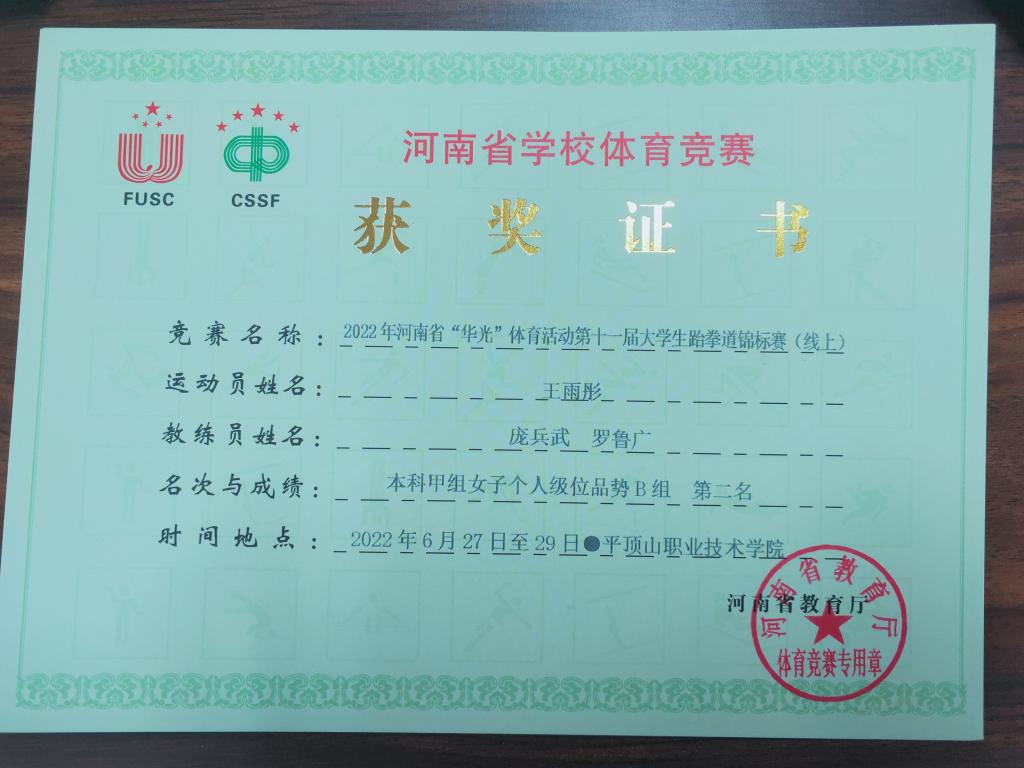 FUSC
CSSF
河南省学校体育竞赛
获奖证书
竞赛名称：2022年河南省“华光”体育活动第十一届大学生跆拳道锦标赛（线上）
运动员姓名：王雨彤
教练员姓名：庞兵武 罗鲁广
名次与成绩：本科甲组女子个人级位品势B组 第二名
时间地点：2022年6月27日至29日●平顶山职业技术学院
河南省教育厅
河南省教育厅
体育竞赛专用章